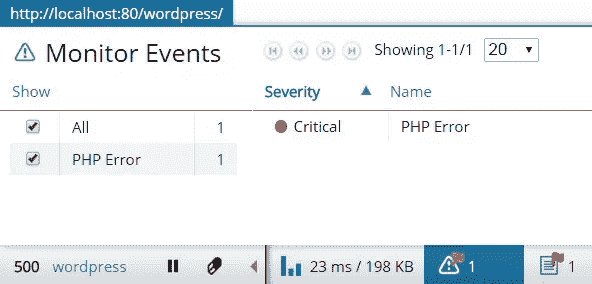 http://localhost:80/wordpress/
Monitor Events
Showing 1-1/1 20
Show
Severity Name
All 1
Critical PHP Error
PHP Error 1
500 wordpress 23 ms / 198 KB 1 1